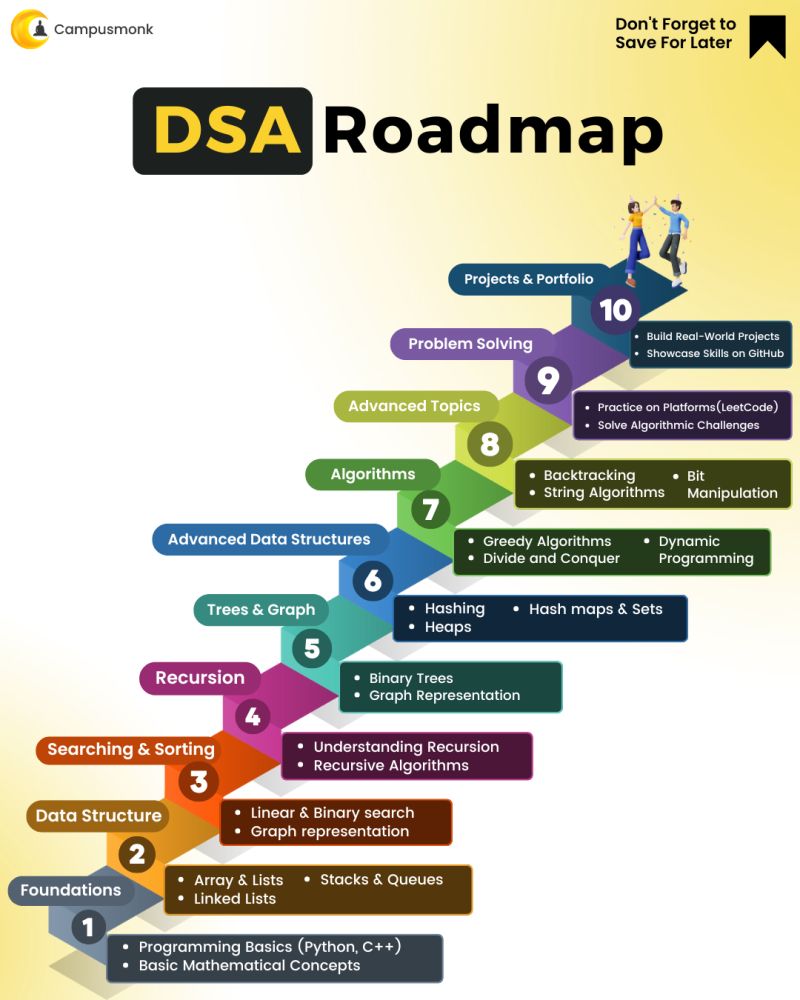 Campusmonk
Don't Forget to
Save For Later
DSA Roadmap
Projects & Portfolio
10
• Build Real-World Projects
• Showcase Skills on GitHub
Problem Solving
9
• Practice on Platforms(LeetCode)
• Solve Algorithmic Challenges
Advanced Topics
8
• Backtracking • Bit
• String Algorithms Manipulation
Algorithms
7
• Greedy Algorithms • Dynamic
• Divide and Conquer Programming
Advanced Data Structures
6
• Hashing • Hash maps & Sets
• Heaps
Trees & Graph
5
• Binary Trees
• Graph Representation
Recursion
4
• Understanding Recursion
• Recursive Algorithms
Searching & Sorting
3
• Linear & Binary search
• Graph representation
Data Structure
2
• Array & Lists • Stacks & Queues
• Linked Lists
Foundations
1
• Programming Basics (Python, C++)
• Basic Mathematical Concepts